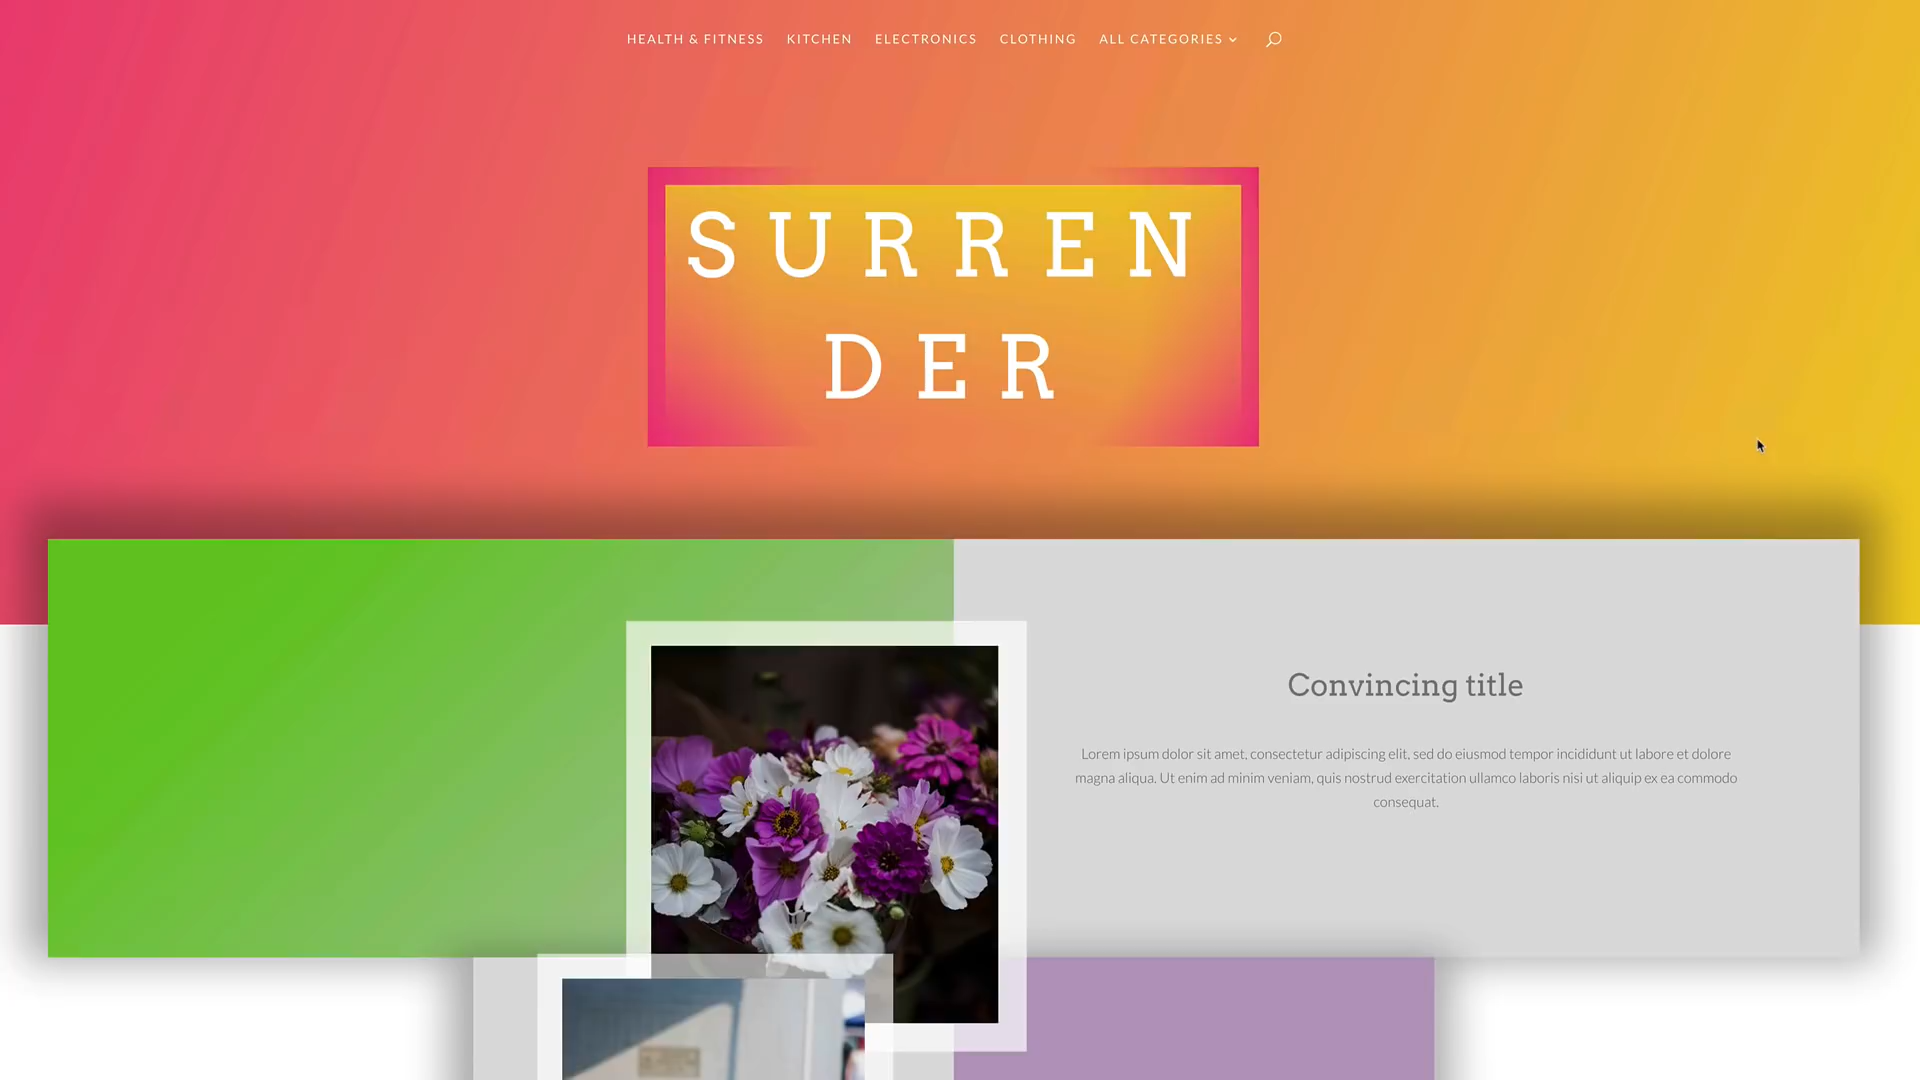 HEALTH & FITNESS KITCHEN ELECTRONICS CLOTHING ALL CATEGORIES
SURREN
DER
Convincing title
Lorem ipsum dolor sit amet, consectetur adipiscing elit, sed do eiusmod tempor incididunt ut labore et dolore
magna aliqua. Ut enim ad minim veniam, quis nostrud exercitation ullamco laboris nisi ut aliquip ex ea commodo
consequat.